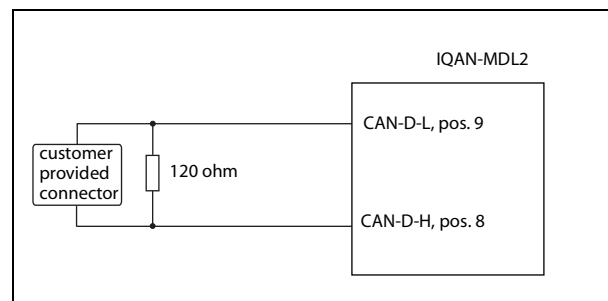 IQAN-MDL2
CAN-D-L, pos. 9
customer
provided
connector
120 ohm
CAN-D-H, pos. 8